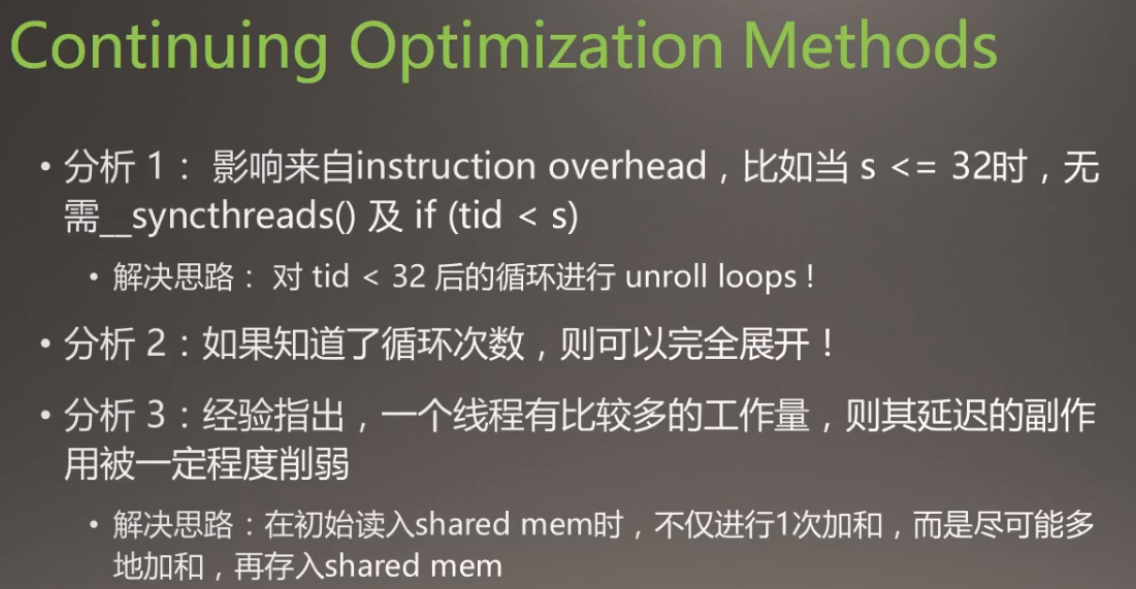 Continuing Optimization Methods
• 分析 1： 影响来自instruction overhead，比如当 s <= 32时，无
需__syncthreads() 及 if (tid < s)
• 解决思路： 对 tid < 32 后的循环进行 unroll loops！
• 分析 2：如果知道了循环次数，则可以完全展开！
• 分析 3：经验指出，一个线程有比较多的工作量，则其延迟的副作
用被一定程度削弱
• 解决思路：在初始读入shared mem时，不仅进行1次加和，而是尽可能多
地加和，再存入shared mem